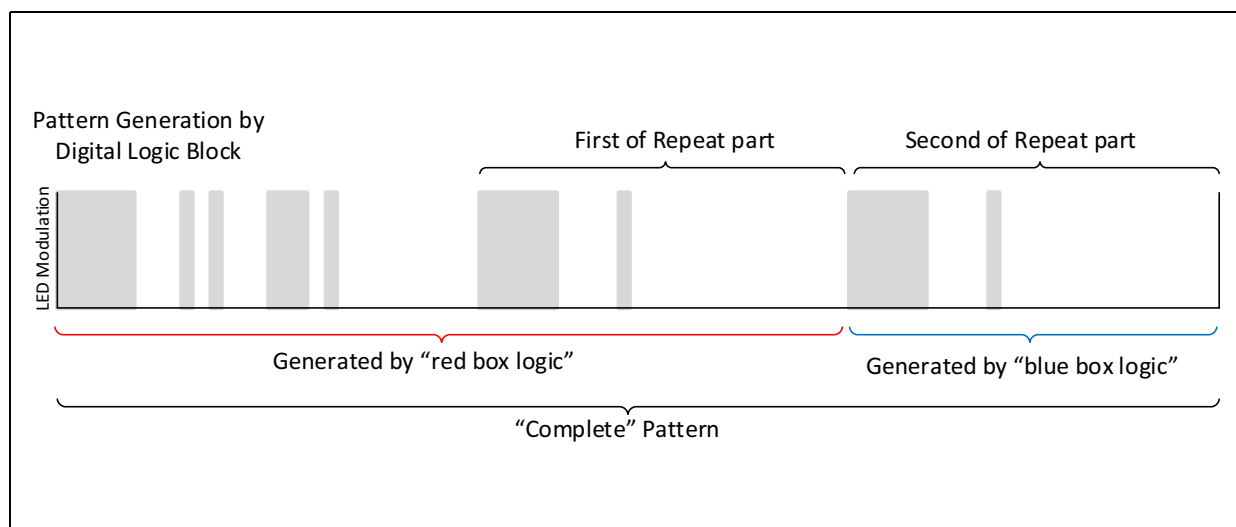 Pattern Generation by
Digital Logic Block
First of Repeat part
Second of Repeat part
LED Modulation
Generated by “red box logic”
Generated by “blue box logic”
“Complete” Pattern